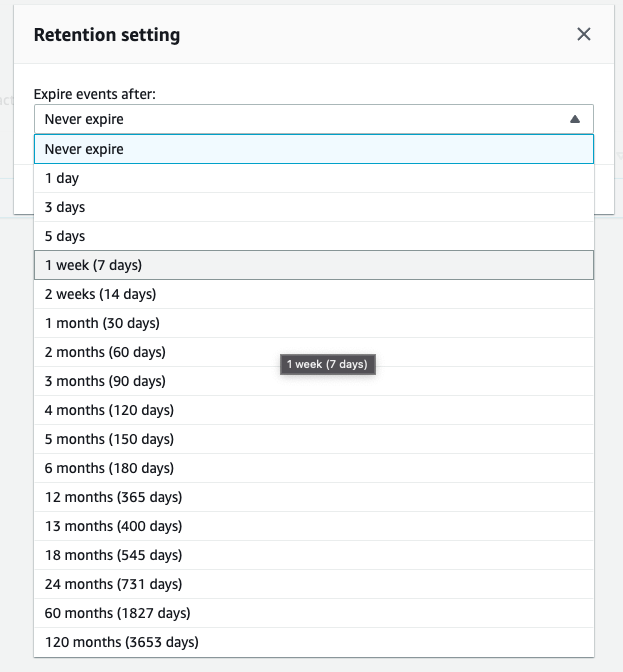 Retention setting
Expire events after:
Never expire
Never expire
1 day
3 days
5 days
1 week (7 days)
2 weeks (14 days)
1 month (30 days)
2 months (60 days)
1 week (7 days)
3 months (90 days)
4 months (120 days)
5 months (150 days)
6 months (180 days)
12 months (365 days)
13 months (400 days)
18 months (545 days)
24 months (731 days)
60 months (1827 days)
120 months (3653 days)